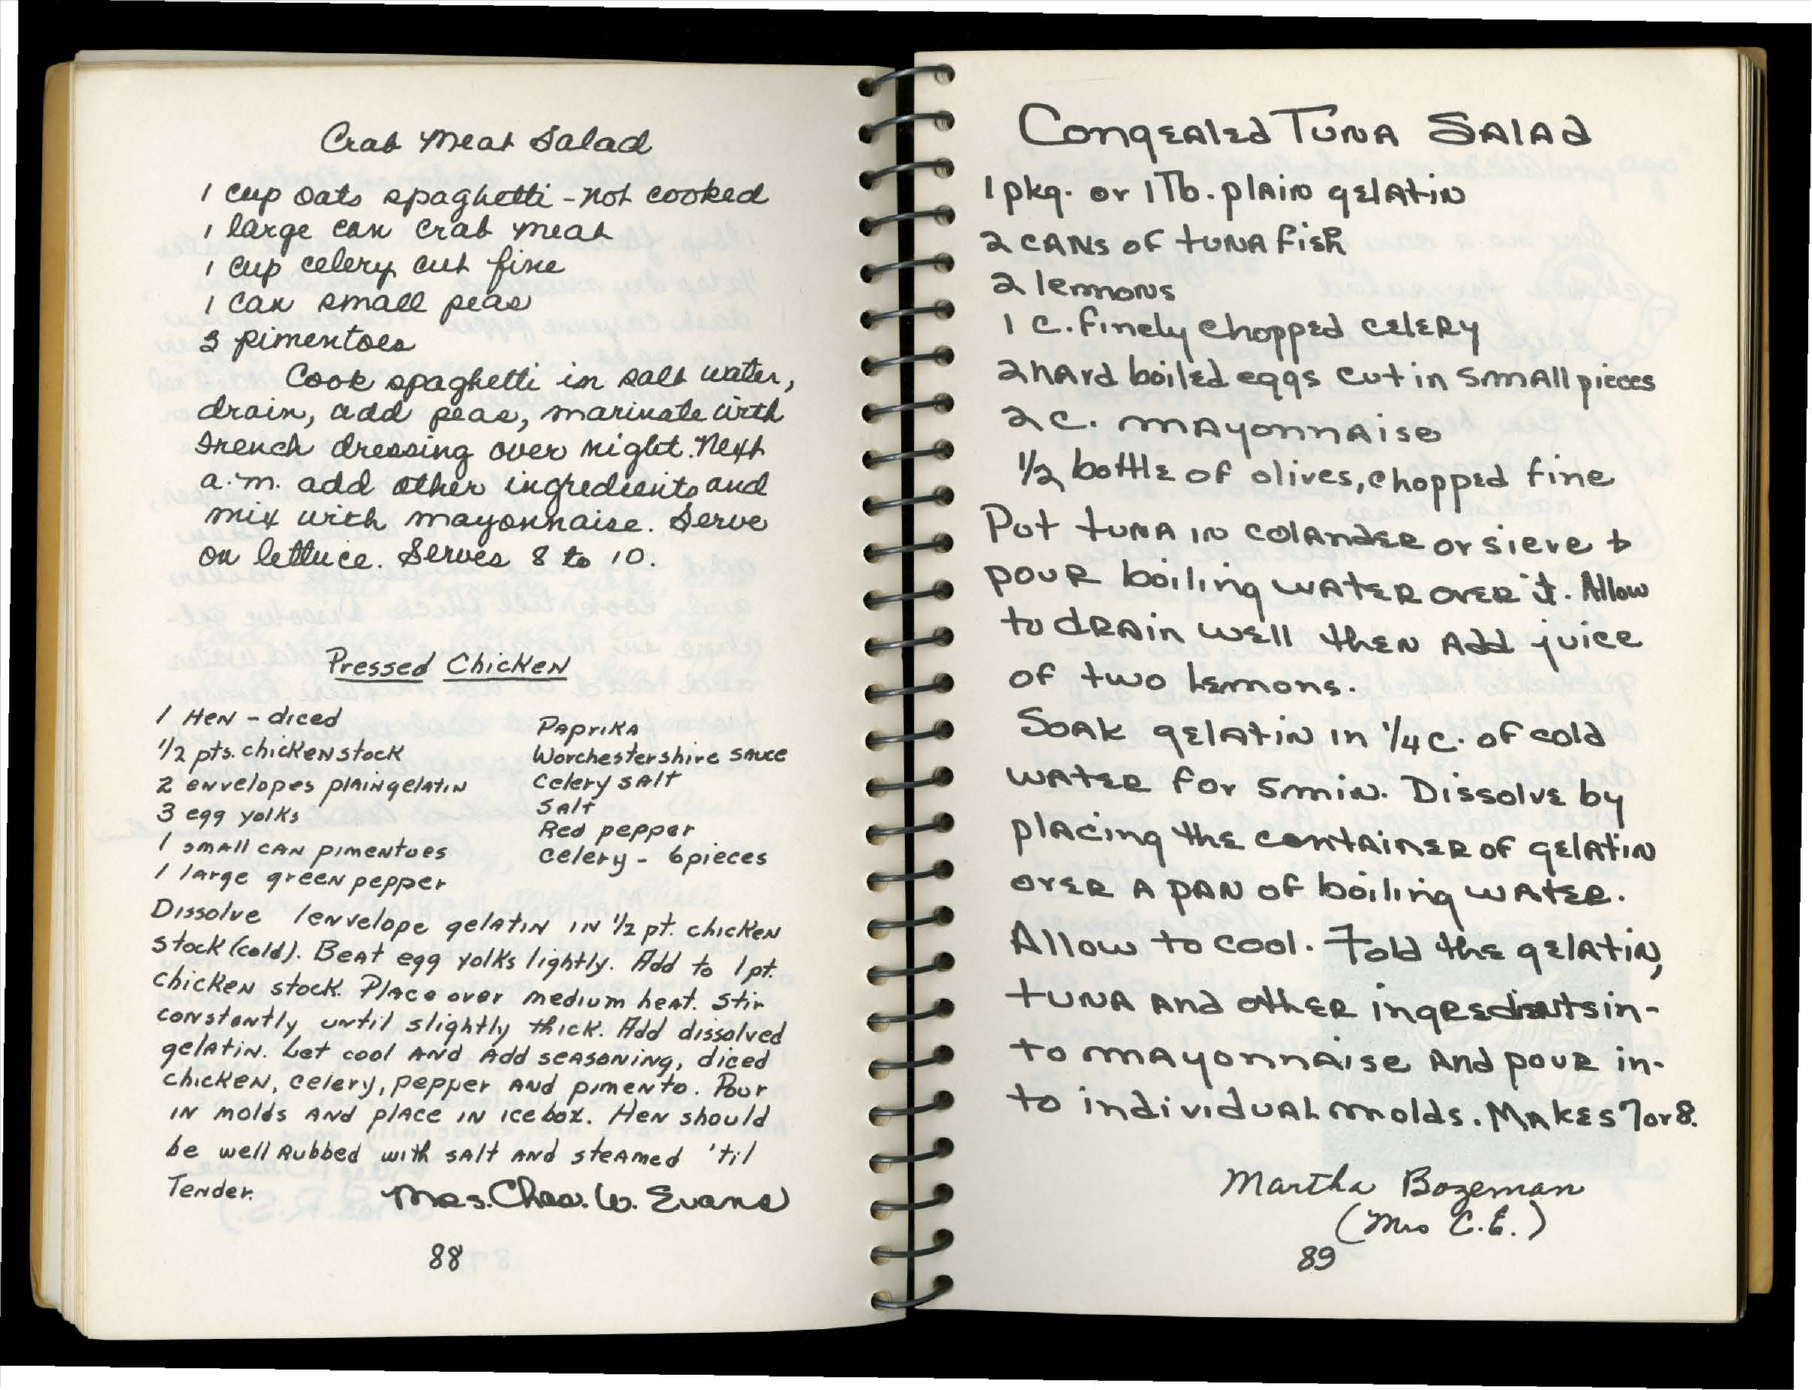 Crab Meat Salad
1 cup oats spaghetti - not cooked
1 large can crab meat
1 cup celery cut fine
1 can small peas
3 pimentoes
Cook spaghetti in salt water,
drain, add peas, marinate with
French dressing over night. Next
a.m. add other ingredients and
mix with mayonnaise. Serve
on lettuce. Serves 8 to 10.
Pressed Chicken
1 Hen - diced
1/2 pts. chicken stock
2 envelopes plain gelatin
3 egg yolks
1 small can pimentoes
1 large green pepper
Paprika
Worchestershire sauce
Celery salt
Salt
Red pepper
Celery - 6 pieces
Dissolve 1 envelope gelatin in 1/2 pt. chicken
stock (cold). Beat egg yolks lightly. Add to 1 pt.
chicken stock. Place over medium heat. Stir
constantly until slightly thick. Add dissolved
gelatin. Let cool and add seasoning, diced
chicken, celery, pepper and pimento. Pour
in molds and place in icebox. Hen should
be well rubbed with salt and steamed 'til
Tender.
Mrs. Chas. W. Evans
88
Congealed Tuna Salad
1 pkg. or 1 Tb. plain gelatin
2 cans of tuna fish
2 lemons
1 c. finely chopped celery
2 hard boiled eggs cut in small pieces
2 c. mayonnaise
1/2 bottle of olives, chopped fine
Put tuna in colander or sieve &
pour boiling water over it. Allow
to drain well then add juice
of two lemons.
Soak gelatin in 1/4 c. of cold
water for 5 min. Dissolve by
placing the container of gelatin
over a pan of boiling water.
Allow to cool. Fold the gelatin,
tuna and other ingredients in-
to mayonnaise and pour in-
to individual molds. Makes 7 or 8.
Martha Bozeman
(Mrs C.E.)
89